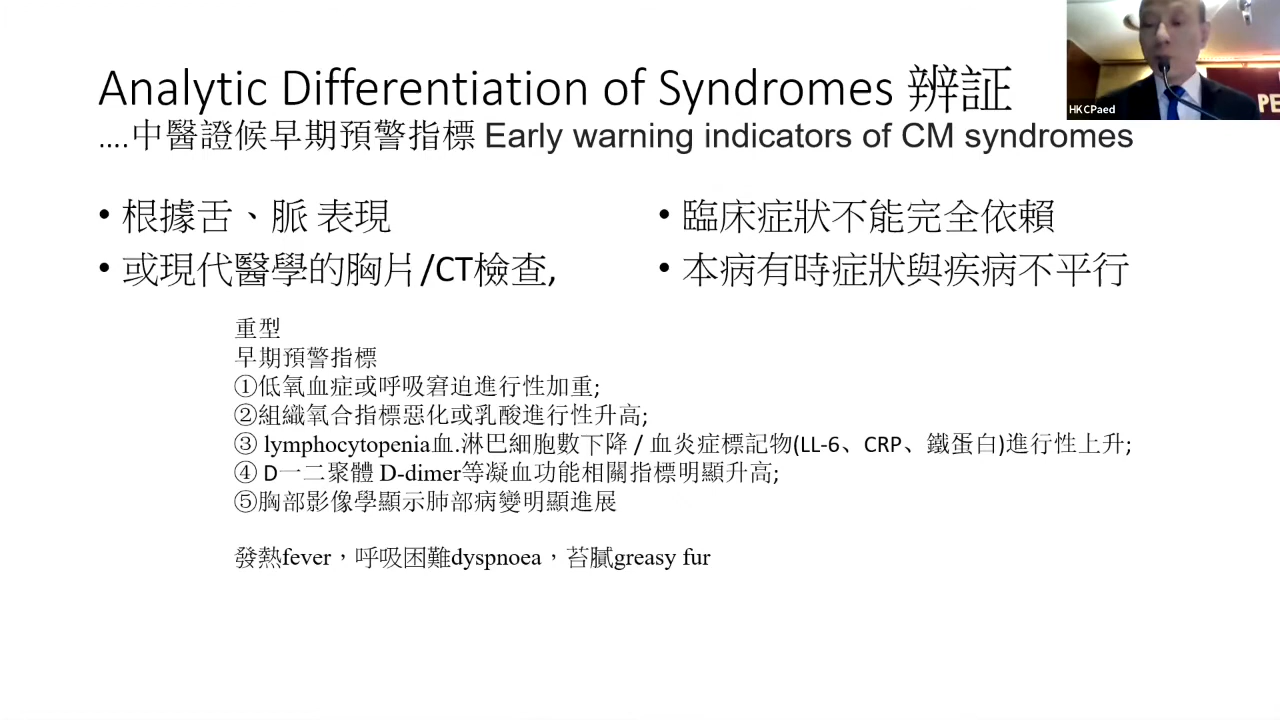 Analytic Differentiation of Syndromes 辨証
....中醫證候早期預警指標 Early warning indicators of CM syndromes
HKCPaed
PE
• 根據舌、脈 表現
• 或現代醫學的胸片/CT檢查,
• 臨床症狀不能完全依賴
• 本病有時症狀與疾病不平行
重型
早期預警指標
①低氧血症或呼吸窘迫進行性加重;
②組織氧合指標惡化或乳酸進行性升高;
③ lymphocytopenia血.淋巴細胞數下降 / 血炎症標記物(LL-6、CRP、鐵蛋白)進行性上升;
④ D一二聚體 D-dimer等凝血功能相關指標明顯升高;
⑤胸部影像學顯示肺部病變明顯進展
發熱fever，呼吸困難dyspnoea，苔膩greasy fur